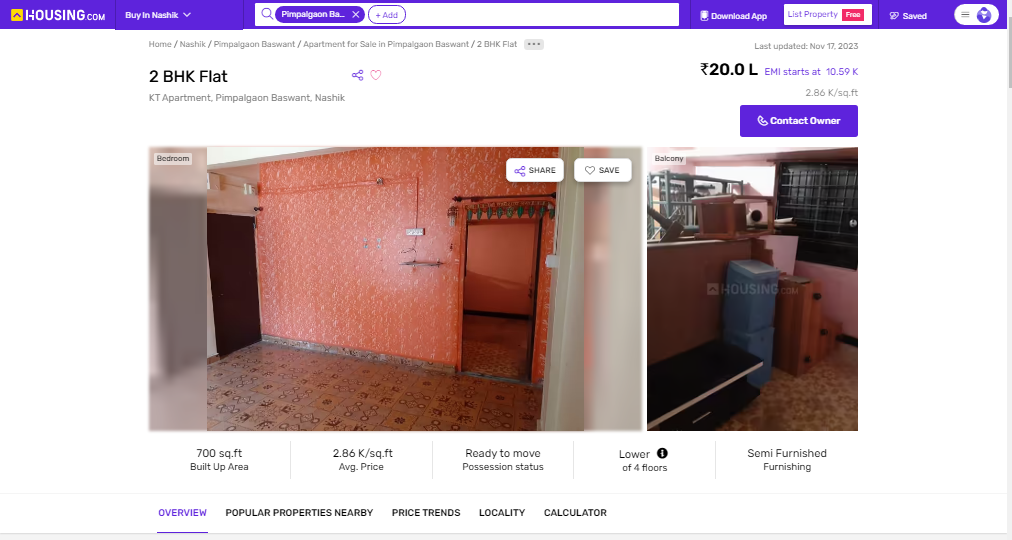 HOUSING.COM
Buy In Nashik
Pimpalgaon Ba...
+ Add
Download App
List Property Free
Saved
Home / Nashik / Pimpalgaon Baswant / Apartment for Sale in Pimpalgaon Baswant / 2 BHK Flat
Last updated: Nov 17, 2023
2 BHK Flat
₹20.0 L EMI starts at 10.59 K
KT Apartment, Pimpalgaon Baswant, Nashik
2.86 K/sq.ft
Contact Owner
Bedroom
SHARE
SAVE
Balcony
HOUSING.COM
700 sq.ft
Built Up Area
2.86 K/sq.ft
Avg. Price
Ready to move
Possession status
Lower
of 4 floors
Semi Furnished
Furnishing
OVERVIEW POPULAR PROPERTIES NEARBY PRICE TRENDS LOCALITY CALCULATOR